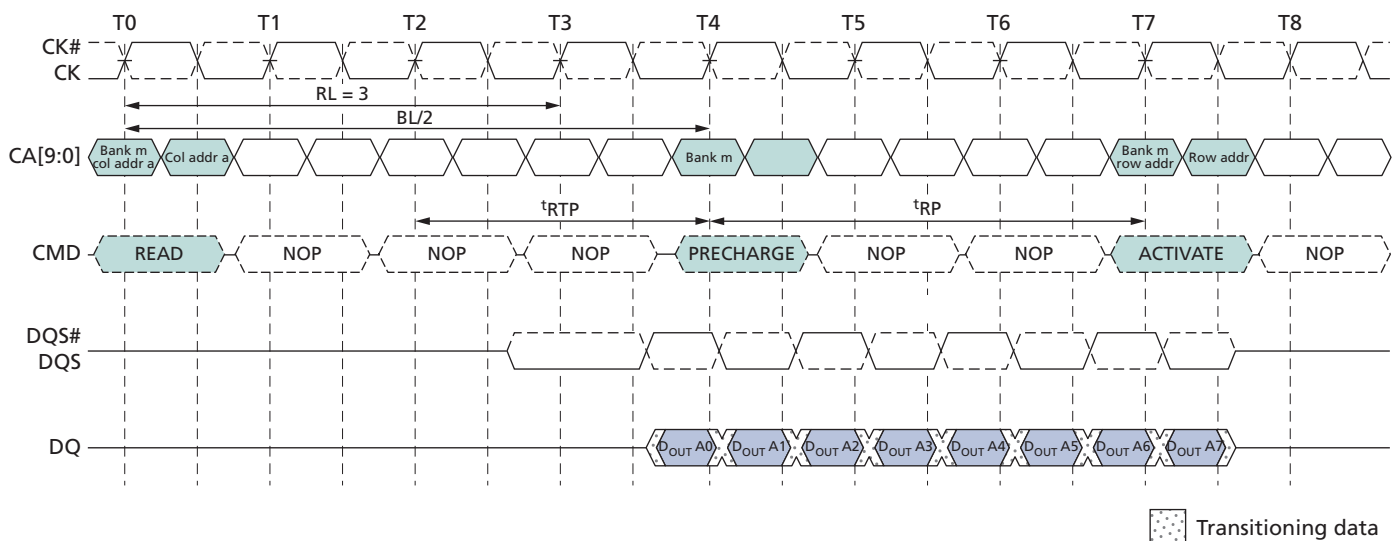 T0 T1 T2 T3 T4 T5 T6 T7 T8
CK#
CK
RL = 3
BL/2
CA[9:0]
Bank m
col addr a
Col addr a
Bank m
Bank m
row addr
Row addr
tRTP
tRP
CMD
READ NOP NOP NOP PRECHARGE NOP NOP ACTIVATE NOP
DQS#
DQS
DQ
DOUT A0 DOUT A1 DOUT A2 DOUT A3 DOUT A4 DOUT A5 DOUT A6 DOUT A7
Transitioning data